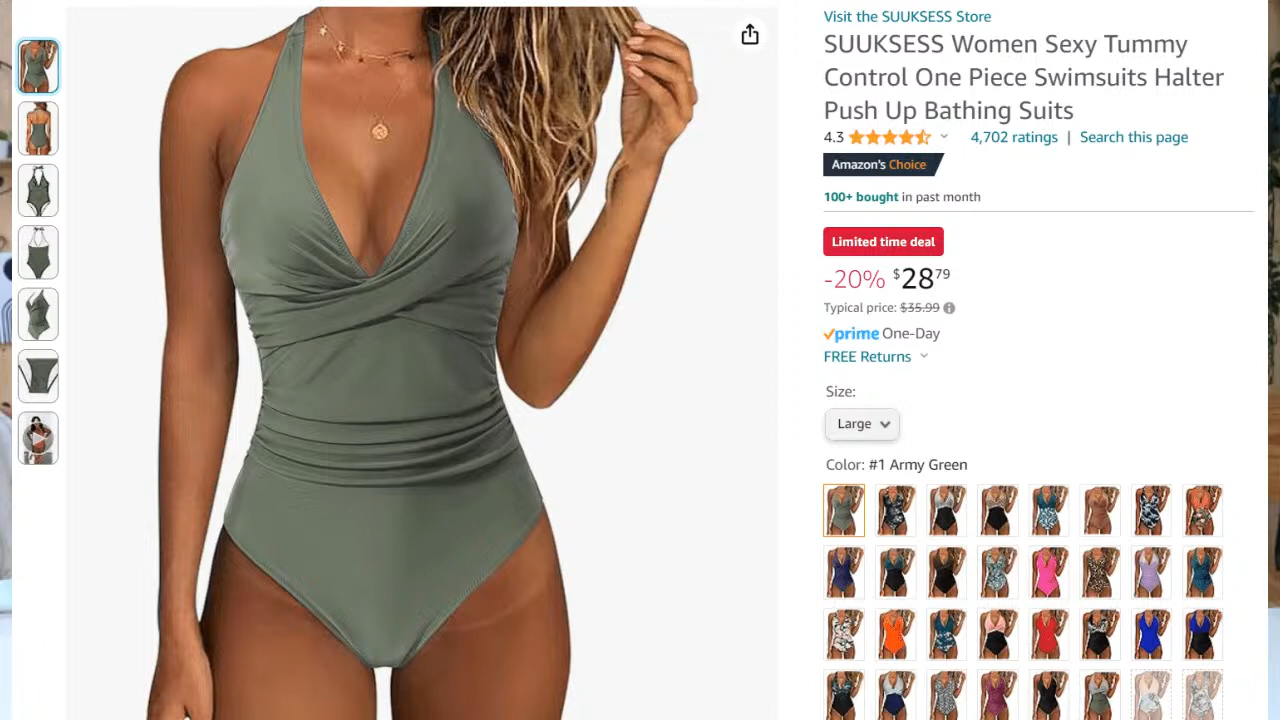 Visit the SUUKSESS Store
SUUKSESS Women Sexy Tummy
Control One Piece Swimsuits Halter
Push Up Bathing Suits
4.3
4,702 ratings | Search this page
Amazon's Choice
100+ bought in past month
Limited time deal
-20% $28 79
Typical price: $35.99
prime One-Day
FREE Returns
Size:
Large
Color: #1 Army Green